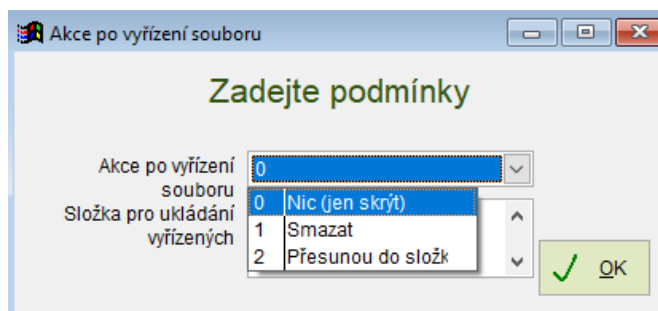 Akce po vyřízení souboru
Zadejte podmínky
Akce po vyřízení
souboru
0
0 Nic (jen skrýt)
1 Smazat
2 Přesunou do složk
Složka pro ukládání
vyřízených
OK